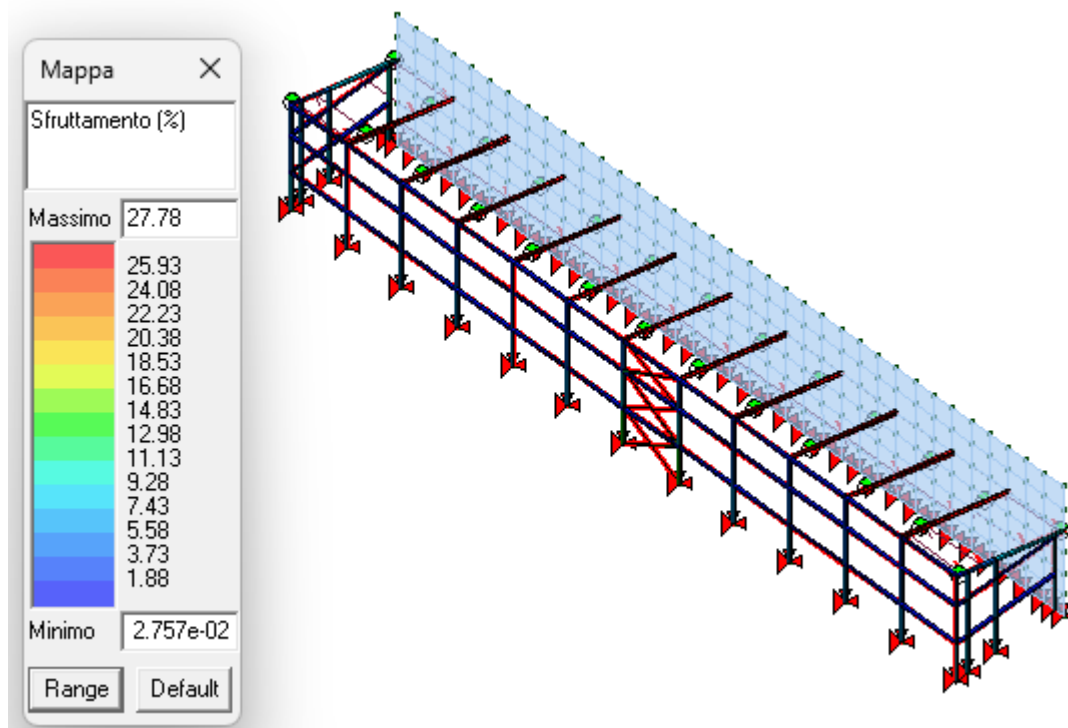 Mappa
Sfruttamento (%)
Massimo 27.78
25.93
24.08
22.23
20.38
18.53
16.68
14.83
12.98
11.13
9.28
7.43
5.58
3.73
1.88
Minimo 2.757e-02
Range Default